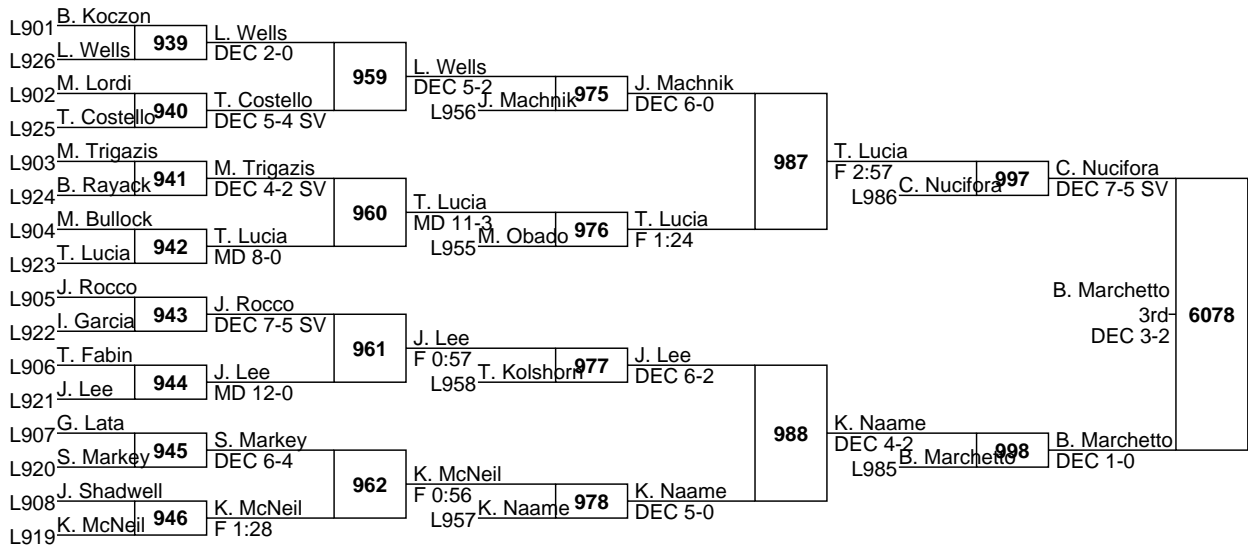 L901 B. Koczon
939
L926 L. Wells
L. Wells
DEC 2-0
959
L902 M. Lordi
940
L925 T. Costello
T. Costello
DEC 5-4 SV
L. Wells
DEC 5-2
L956 J. Machnik
975
J. Machnik
DEC 6-0
L903 M. Trigazis
941
L924 B. Rayack
M. Trigazis
DEC 4-2 SV
960
L904 M. Bullock
942
L923 T. Lucia
T. Lucia
MD 8-0
T. Lucia
MD 11-3
L955 M. Obado
976
T. Lucia
F 1:24
987
T. Lucia
F 2:57
L986 C. Nucifora
997
C. Nucifora
DEC 7-5 SV
L905 J. Rocco
943
L922 I. Garcia
J. Rocco
DEC 7-5 SV
961
L906 T. Fabin
944
L921 J. Lee
J. Lee
MD 12-0
J. Lee
F 0:57
L958 T. Kolshorn
977
J. Lee
DEC 6-2
L907 G. Lata
945
L920 S. Markey
S. Markey
DEC 6-4
962
L908 J. Shadwell
946
L919 K. McNeil
K. McNeil
F 1:28
K. McNeil
F 0:56
L957 K. Naame
978
K. Naame
DEC 5-0
988
K. Naame
DEC 4-2
L985 B. Marchetto
998
B. Marchetto
DEC 1-0
B. Marchetto
3rd
DEC 3-2
6078